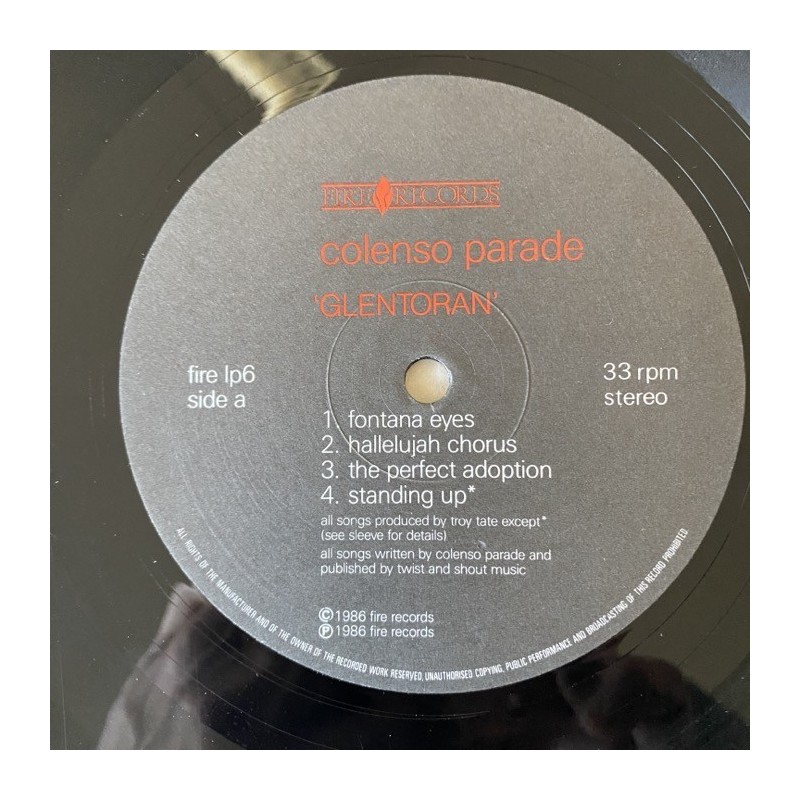 FIRE RECORDS
colenso parade
'GLENTORAN'
fire lp6
side a
33 rpm
stereo
1. fontana eyes
2. hallelujah chorus
3. the perfect adoption
4. standing up*
all songs produced by troy tate except*
(see sleeve for details)
all songs written by colenso parade and
published by twist and shout music
©1986 fire records
℗1986 fire records
ALL RIGHTS OF THE MANUFACTURER AND OF THE OWNER OF THE RECORDED WORK RESERVED, UNAUTHORISED COPYING, PUBLIC PERFORMANCE AND BROADCASTING OF THIS RECORD PROHIBITED